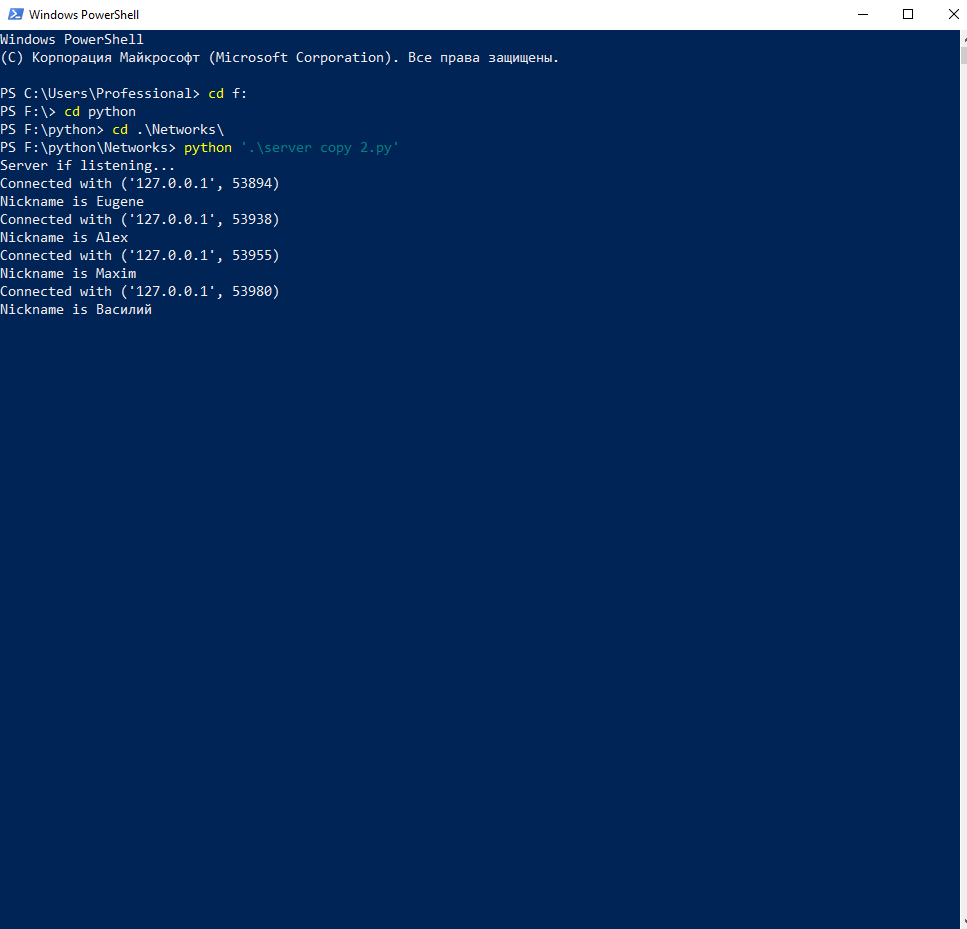 Windows PowerShell
Windows PowerShell
(C) Корпорация Майкрософт (Microsoft Corporation). Все права защищены.
PS C:\Users\Professional> cd f:
PS F:\> cd python
PS F:\python> cd .\Networks\
PS F:\python\Networks> python '.\server copy 2.py'
Server if listening...
Connected with ('127.0.0.1', 53894)
Nickname is Eugene
Connected with ('127.0.0.1', 53938)
Nickname is Alex
Connected with ('127.0.0.1', 53955)
Nickname is Maxim
Connected with ('127.0.0.1', 53980)
Nickname is Василий